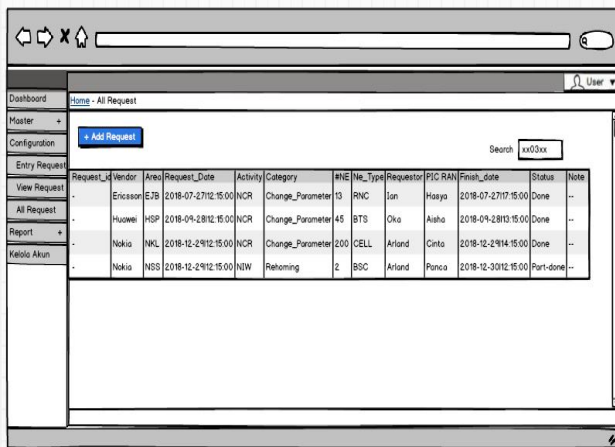 User
Dashboard
Home - All Request
Master +
+ Add Request
Configuration
Search xx03xx
Entry Request
View Request
All Request
Report +
Kelola Akun
Request_id Vendor Area Request_Date Activity Category #NE Ne_Type Requestor PIC RAN Finish_date Status Note
- Ericsson EJB 2018-07-27|12:15:00 NCR Change_Parameter 13 RNC Ian Hasya 2018-07-27|17:15:00 Done --
- Huawei HSP 2018-09-28|12:15:00 NCR Change_Parameter 45 BTS Oka Aisha 2018-09-28|13:15:00 Done --
- Nokia NKL 2018-12-29|12:15:00 NCR Change_Parameter 200 CELL Arland Cinta 2018-12-29|14:15:00 Done --
- Nokia NSS 2018-12-29|12:15:00 NIW Rehoming 2 BSC Arland Panca 2018-12-30|12:15:00 Part-done --